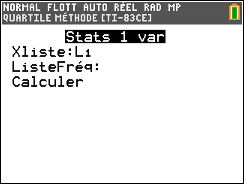 NORMAL FLOTT AUTO RÉEL RAD MP
QUARTILE MÉTHODE [TI-83CE]
Stats 1 var
Xliste:L₁
ListeFréq:
Calculer